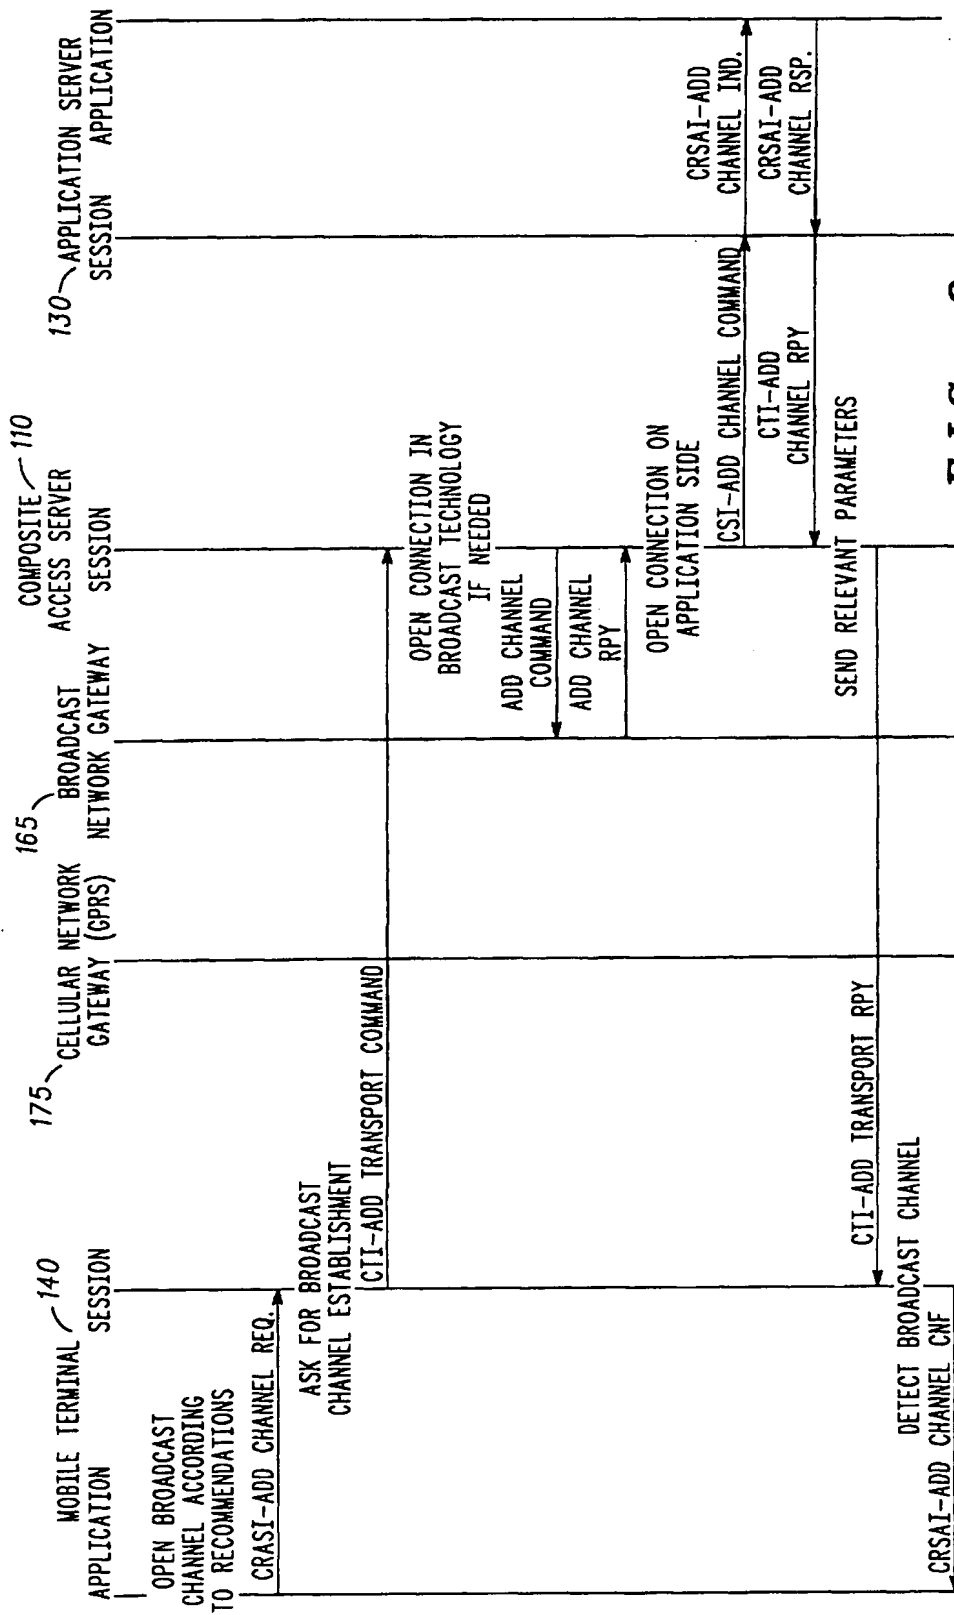 MOBILE TERMINAL
140
APPLICATION
SESSION
175
CELLULAR NETWORK
GATEWAY (GPRS)
165
BROADCAST
NETWORK GATEWAY
COMPOSITE
110
ACCESS SERVER
SESSION
130
APPLICATION SERVER
SESSION
APPLICATION
OPEN BROADCAST
CHANNEL ACCORDING
TO RECOMMENDATIONS
CRASI-ADD CHANNEL REQ.
ASK FOR BROADCAST
CHANNEL ESTABLISHMENT
CTI-ADD TRANSPORT COMMAND
OPEN CONNECTION IN
BROADCAST TECHNOLOGY
IF NEEDED
ADD CHANNEL
COMMAND
ADD CHANNEL
RPY
OPEN CONNECTION ON
APPLICATION SIDE
CSI-ADD CHANNEL COMMAND
CRSAI-ADD
CHANNEL IND.
CRSAI-ADD
CHANNEL RSP.
CTI-ADD
CHANNEL RPY
SEND RELEVANT PARAMETERS
CTI-ADD TRANSPORT RPY
DETECT BROADCAST CHANNEL
CRSAI-ADD CHANNEL CNF